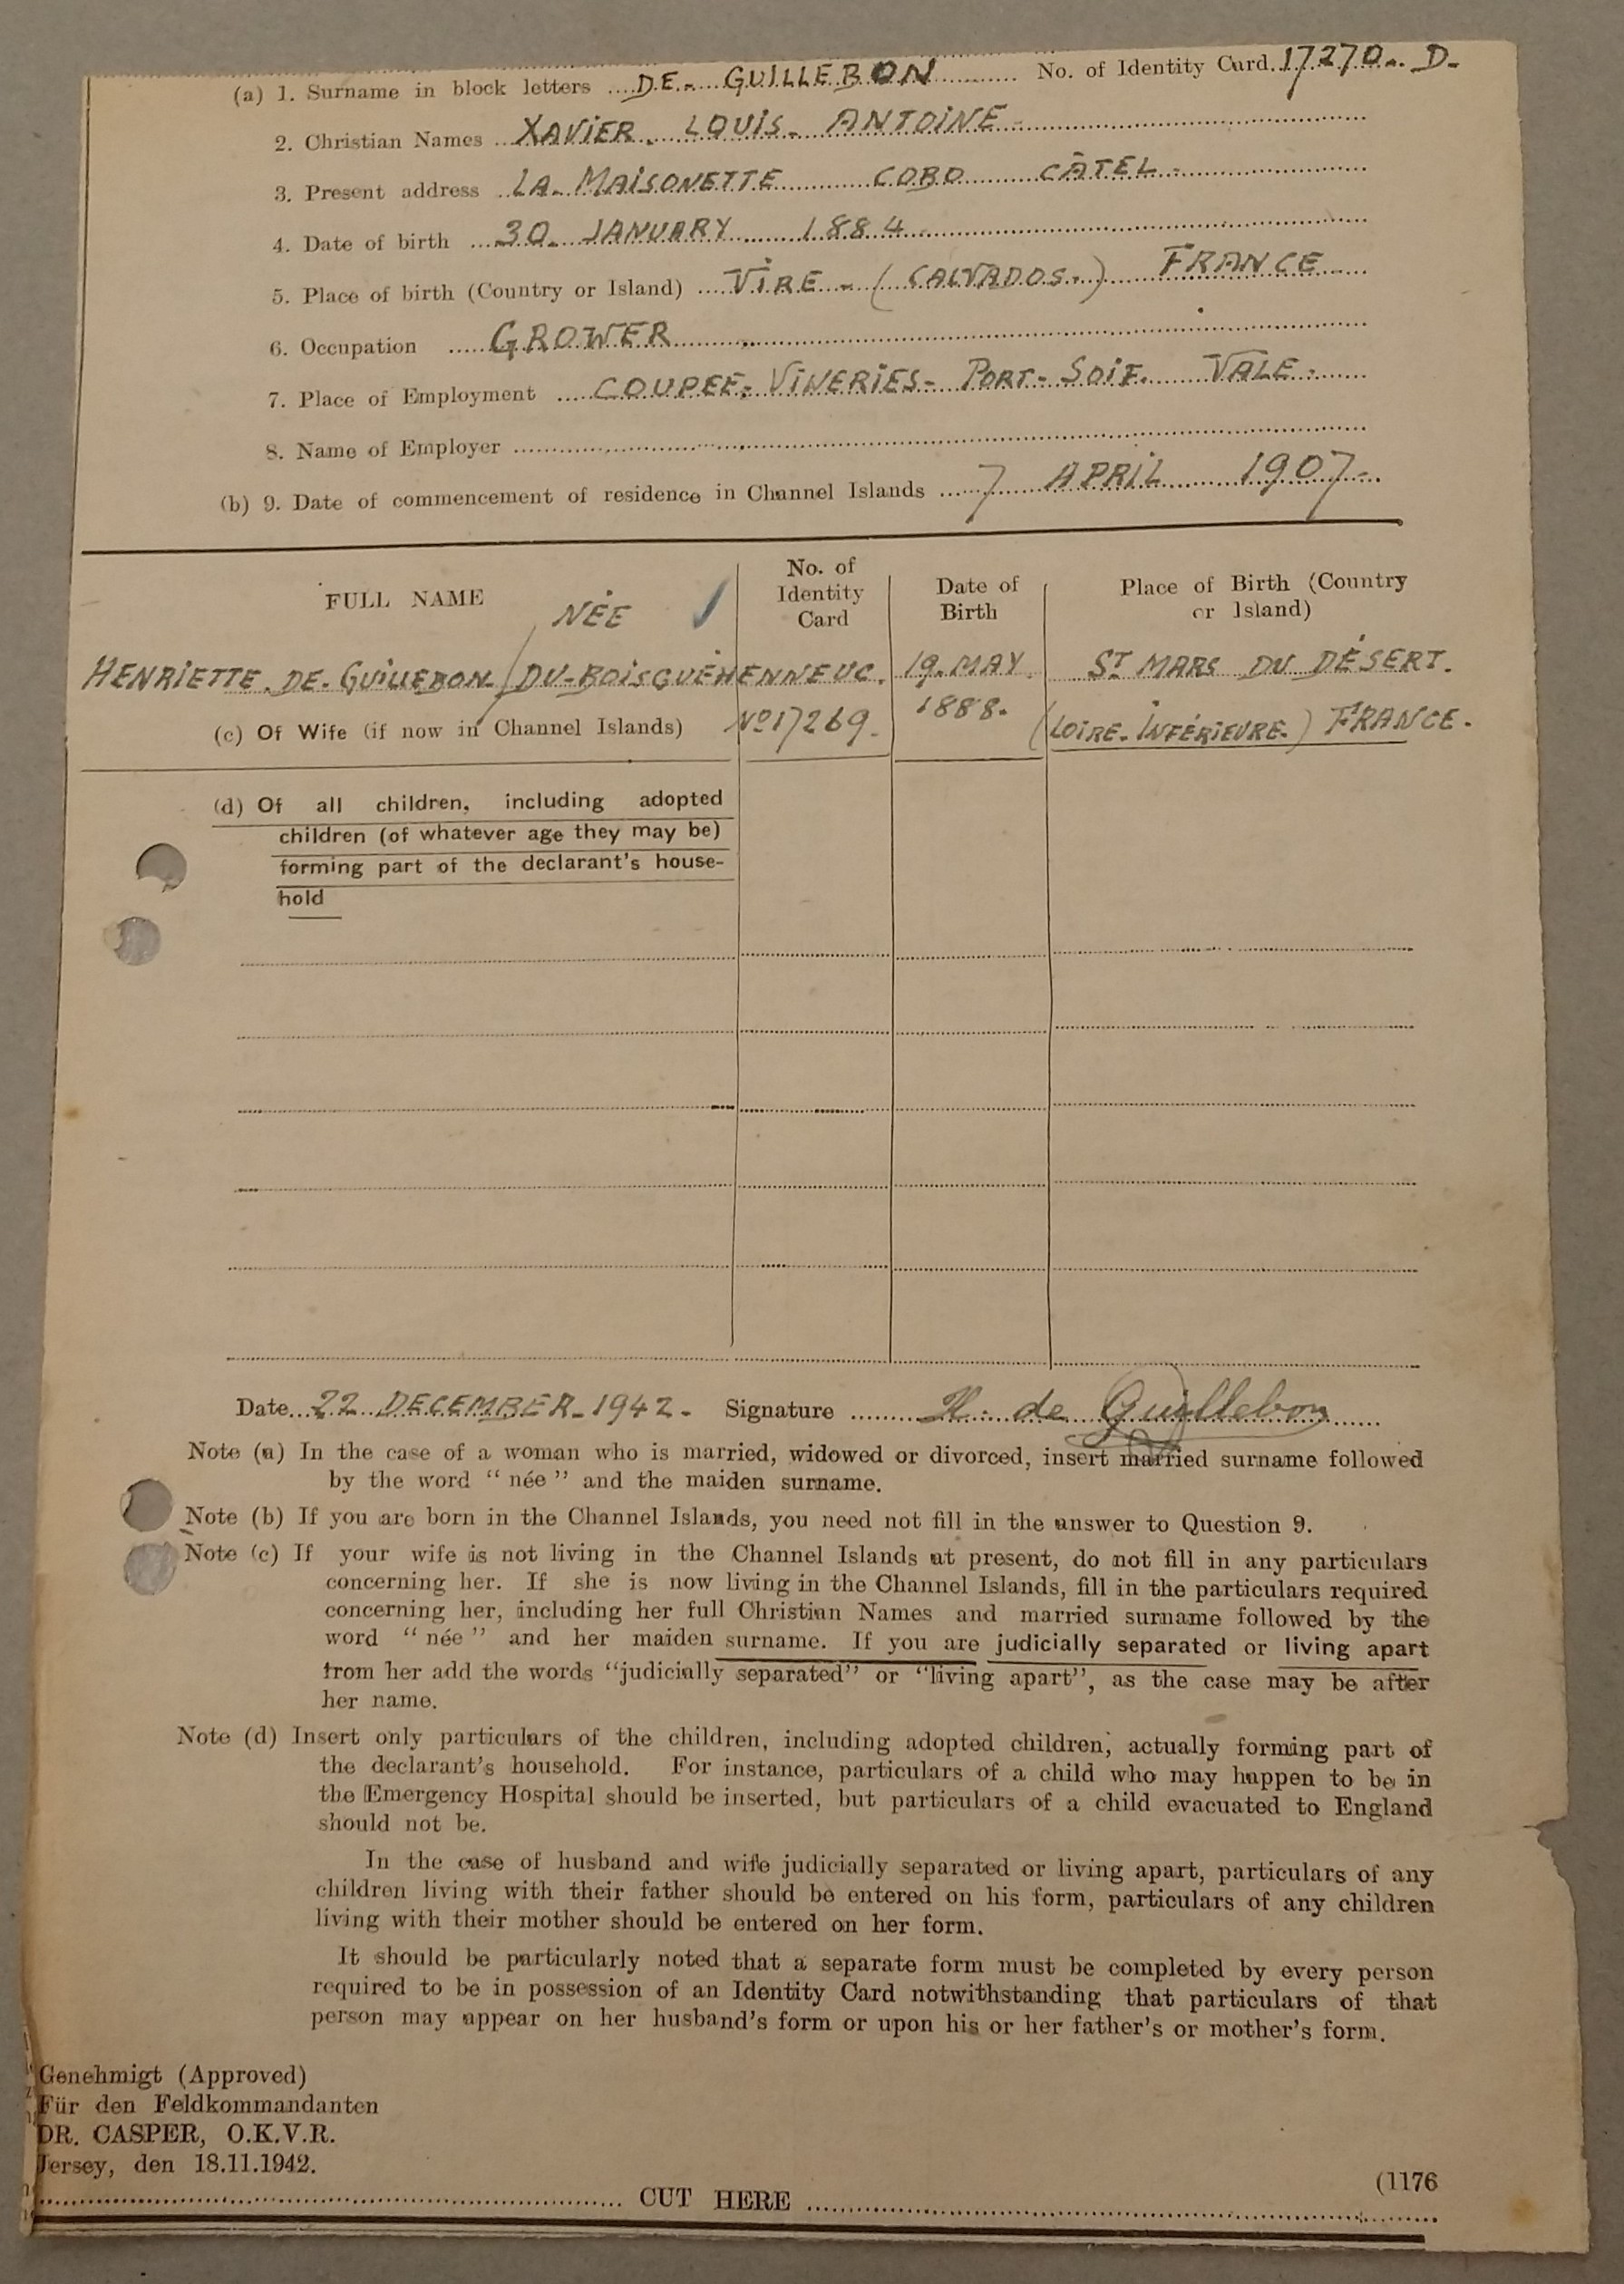 (a) 1. Surname in block letters .... DE - GUILLEBON .......... No. of Identity Card. 17270.. D-
2. Christian Names .. XAVIER . LOUIS - ANTOINE -
3. Present address .. LA - MAISONETTE COBO CÂTEL -
4. Date of birth .... 30 - JANUARY 1884 -
5. Place of birth (Country or Island) .... VIRE - (CALVADOS.) FRANCE
6. Occupation ..... GROWER
7. Place of Employment .... COUPÉE - VINERIES - PORT - SOIF. VALE -
8. Name of Employer
(b) 9. Date of commencement of residence in Channel Islands ..... 7 APRIL 1907 -
FULL NAME
No. of Identity Card
Date of Birth
Place of Birth (Country or Island)
NÉE
HENRIETTE . DE - GUILLEBON / DU - BOISGUÉHENNEUC . 19. MAY ST MARS DU DÉSERT .
(c) Of Wife (if now in Channel Islands) No 17269 . 1888. (LOIRE - INFÉRIEURE -) FRANCE .
(d) Of all children, including adopted
children (of whatever age they may be)
forming part of the declarant's house-
hold
Date... 22 DECEMBER - 1942 - Signature ........ X. de Guillebon
Note (a) In the case of a woman who is married, widowed or divorced, insert married surname followed
by the word "née" and the maiden surname.
Note (b) If you are born in the Channel Islands, you need not fill in the answer to Question 9.
Note (c) If your wife is not living in the Channel Islands at present, do not fill in any particulars
concerning her. If she is now living in the Channel Islands, fill in the particulars required
concerning her, including her full Christian Names and married surname followed by the
word "née" and her maiden surname. If you are judicially separated or living apart
from her add the words "judicially separated" or "living apart", as the case may be after
her name.
Note (d) Insert only particulars of the children, including adopted children, actually forming part of
the declarant's household. For instance, particulars of a child who may happen to be in
the Emergency Hospital should be inserted, but particulars of a child evacuated to England
should not be.
In the case of husband and wife judicially separated or living apart, particulars of any
children living with their father should be entered on his form, particulars of any children
living with their mother should be entered on her form.
It should be particularly noted that a separate form must be completed by every person
required to be in possession of an Identity Card notwithstanding that particulars of that
person may appear on her husband's form or upon his or her father's or mother's form.
Genehmigt (Approved)
Für den Feldkommandanten
DR. CASPER, O.K.V.R.
Jersey, den 18.11.1942.
(1176
CUT HERE